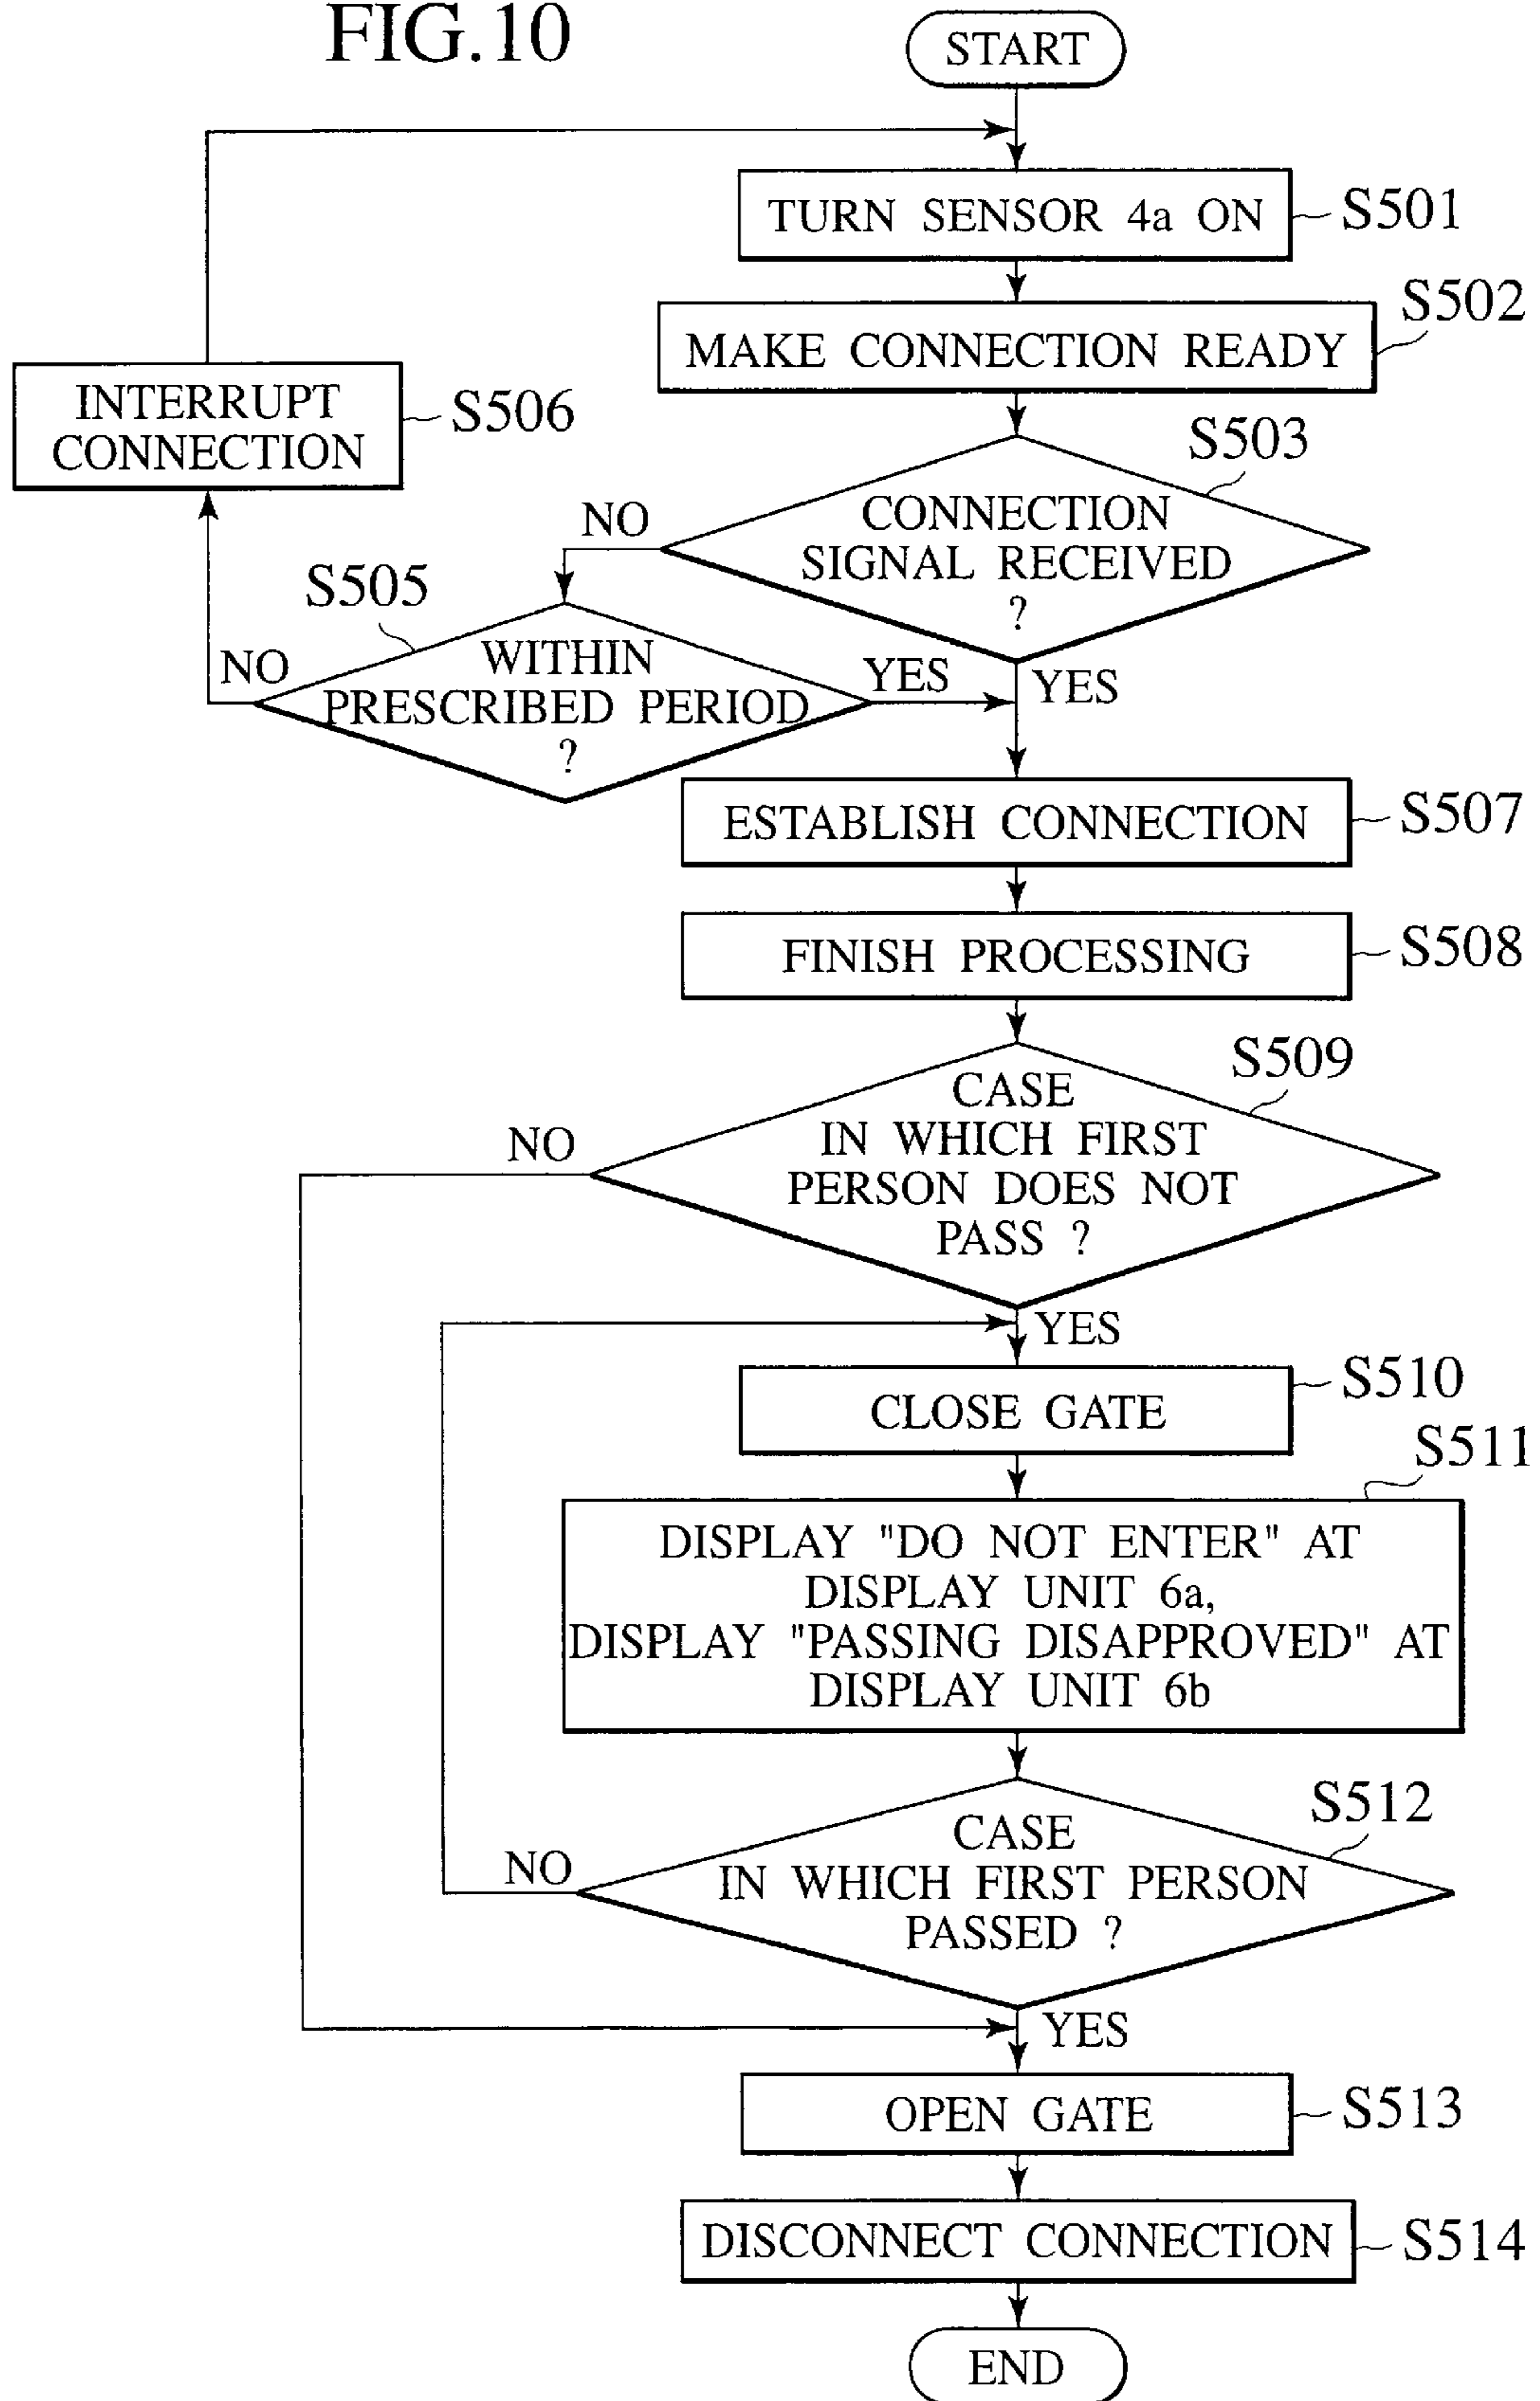 FIG.10
START
TURN SENSOR 4a ON
S501
MAKE CONNECTION READY
S502
INTERRUPT
CONNECTION
S506
S503
CONNECTION
SIGNAL RECEIVED
?
NO
S505
WITHIN
PRESCRIBED PERIOD
?
NO
YES
YES
ESTABLISH CONNECTION
S507
FINISH PROCESSING
S508
S509
CASE
IN WHICH FIRST
PERSON DOES NOT
PASS ?
NO
YES
CLOSE GATE
S510
S511
DISPLAY "DO NOT ENTER" AT
DISPLAY UNIT 6a,
DISPLAY "PASSING DISAPPROVED" AT
DISPLAY UNIT 6b
S512
CASE
IN WHICH FIRST PERSON
PASSED ?
NO
YES
OPEN GATE
S513
DISCONNECT CONNECTION
S514
END